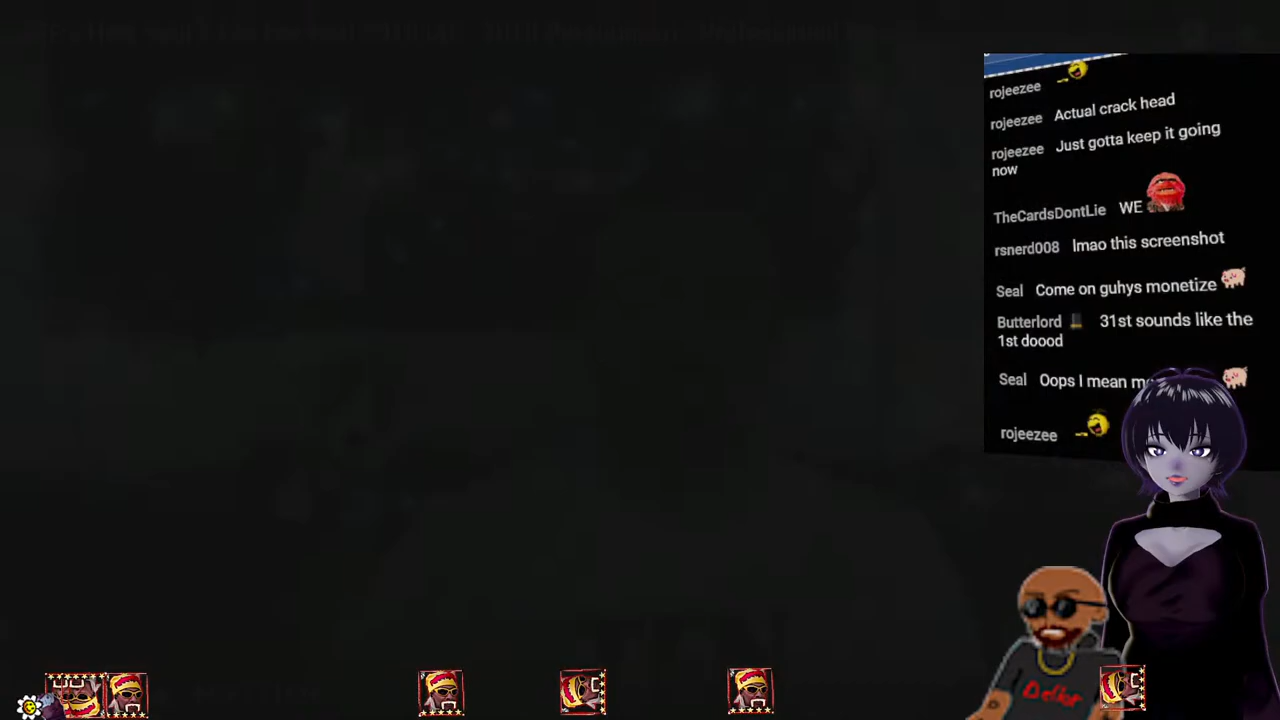 rojeezee
rojeezee Actual crack head
rojeezee Just gotta keep it going
now
TheCardsDontLie WE
rsnerd008 lmao this screenshot
Seal Come on guhys monetize
Butterlord 31st sounds like the
1st doood
Seal Oops I mean
rojeezee